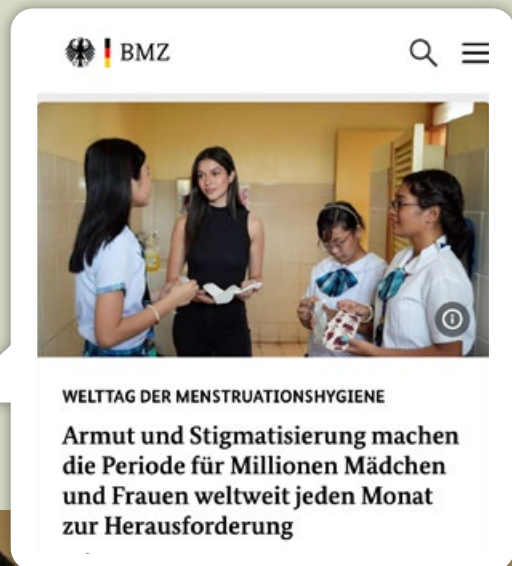 BMZ
WELTTAG DER MENSTRUATIONSHYGIENE
Armut und Stigmatisierung machen
die Periode für Millionen Mädchen
und Frauen weltweit jeden Monat
zur Herausforderung